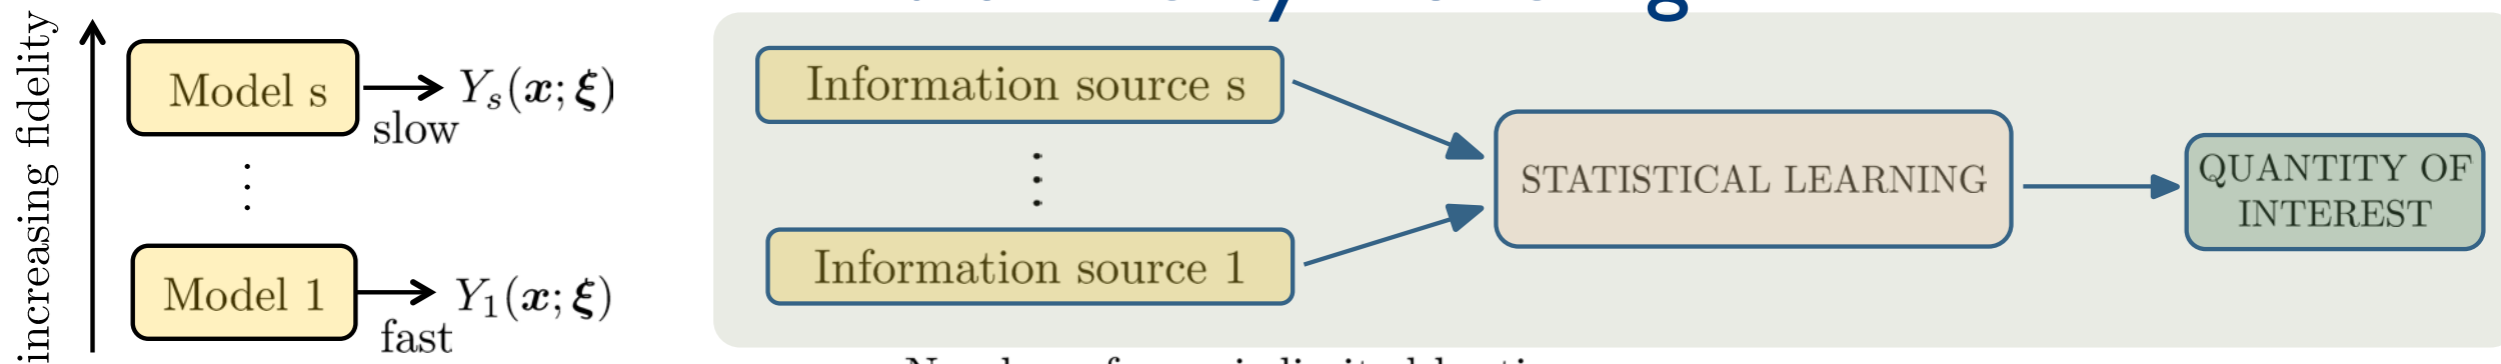 increasing fidelity
Model s
slow
Y_s(x; ξ)
⋮
Model 1
fast
Y_1(x; ξ)
Information source s
⋮
Information source 1
STATISTICAL LEARNING
QUANTITY OF
INTEREST